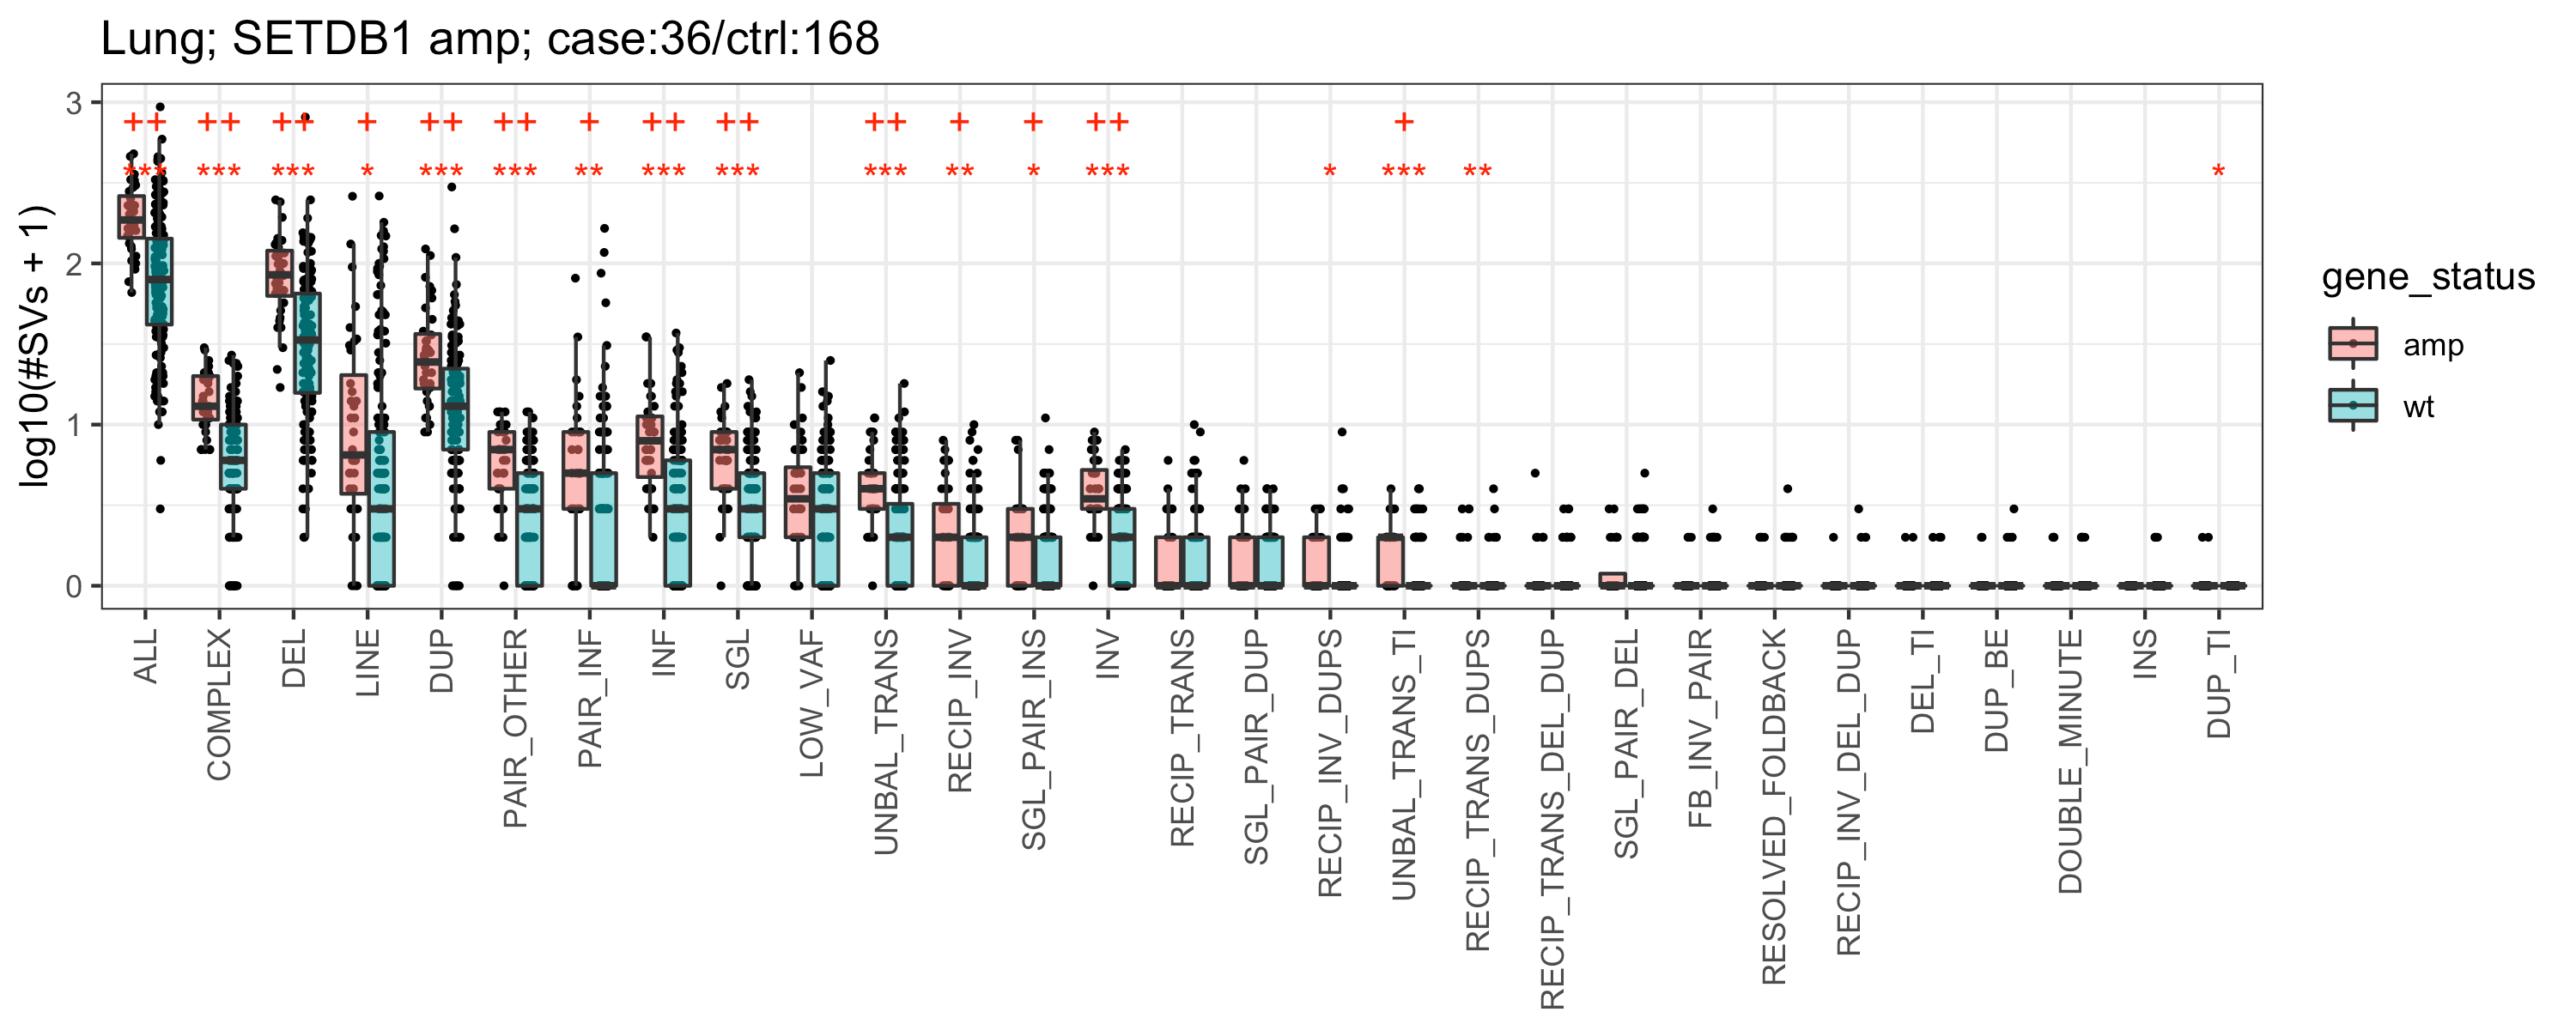 Lung; SETDB1 amp; case:36/ctrl:168
log10(#SVs + 1)
3
2
1
0
++ ++ ++ + ++ ++ + ++ ++ ++ + + ++ +
*** *** *** * *** *** ** *** *** *** ** * *** * *** ** *
ALL
COMPLEX
DEL
LINE
DUP
PAIR_OTHER
PAIR_INF
INF
SGL
LOW_VAF
UNBAL_TRANS
RECIP_INV
SGL_PAIR_INS
INV
RECIP_TRANS
SGL_PAIR_DUP
RECIP_INV_DUPS
UNBAL_TRANS_TI
RECIP_TRANS_DUPS
RECIP_TRANS_DEL_DUP
SGL_PAIR_DEL
FB_INV_PAIR
RESOLVED_FOLDBACK
RECIP_INV_DEL_DUP
DEL_TI
DUP_BE
DOUBLE_MINUTE
INS
DUP_TI
gene_status
amp
wt